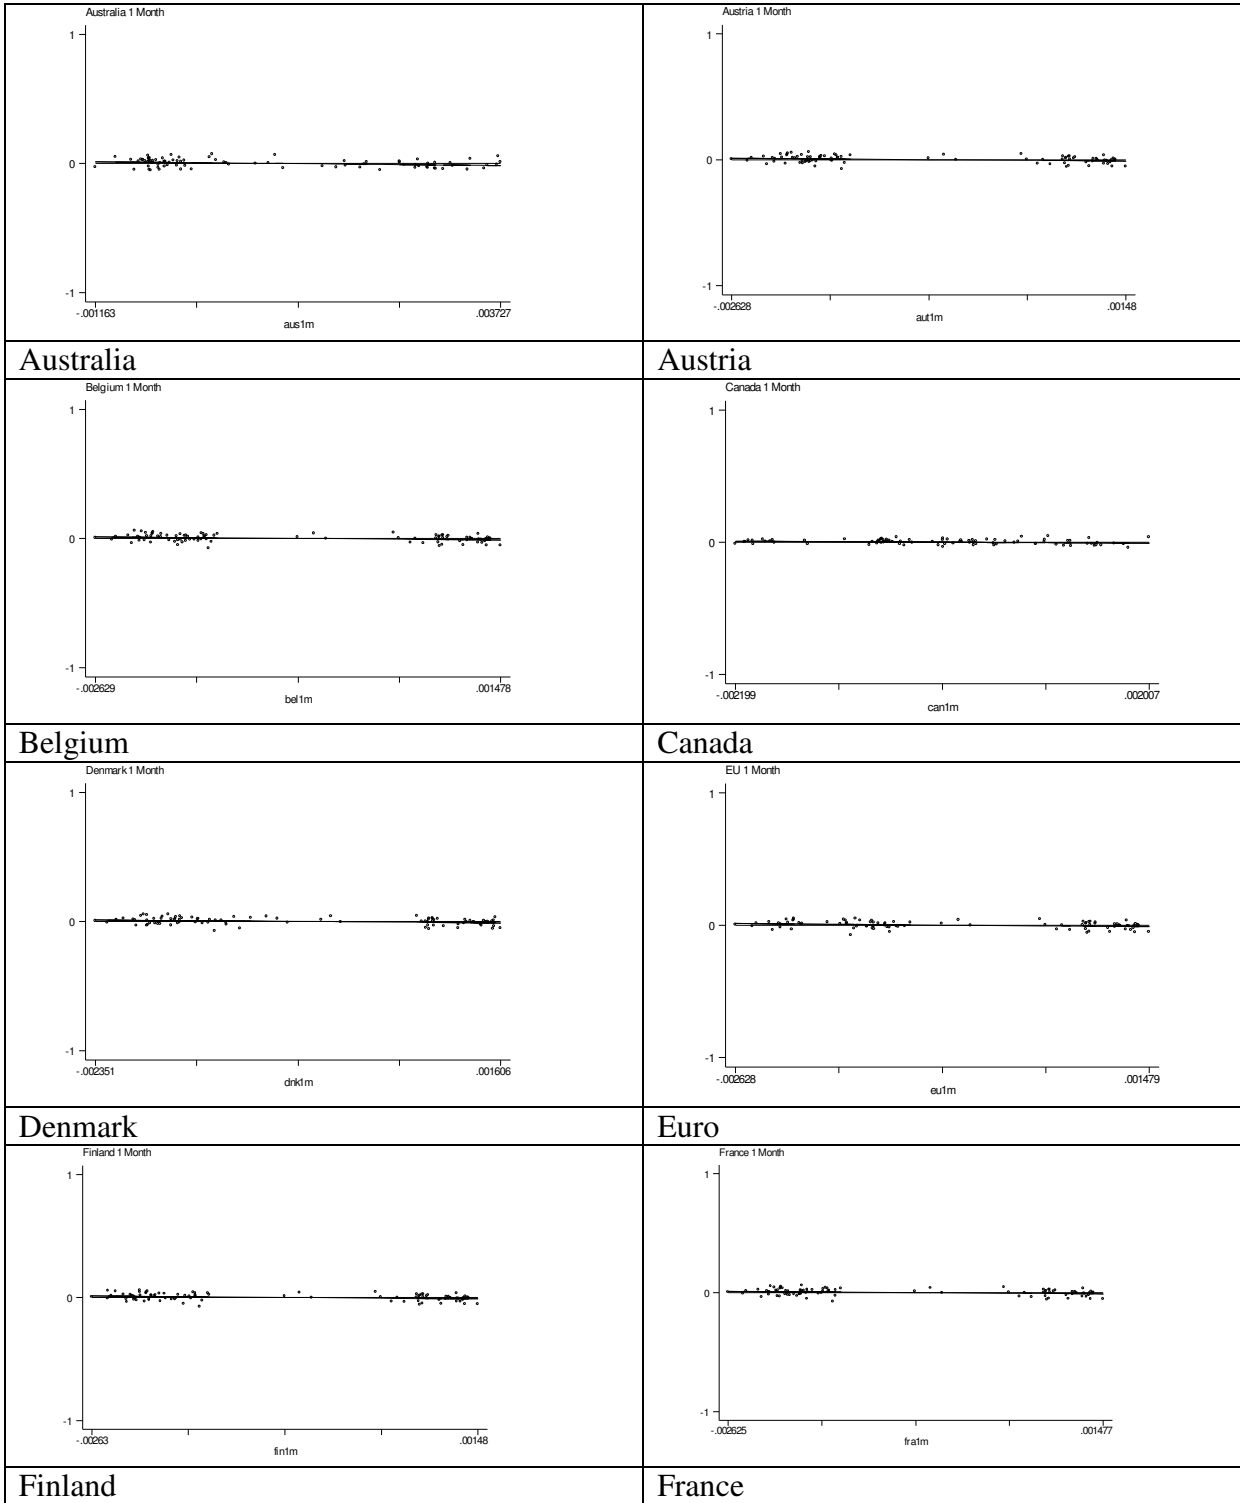 Australia 1 Month
1
0
-1
-.001163
.003727
aus1m
Australia
Austria 1 Month
1
0
-1
-.002628
.00148
aut1m
Austria
Belgium 1 Month
1
0
-1
-.002629
.001478
bel1m
Belgium
Canada 1 Month
1
0
-1
-.002199
.002007
can1m
Canada
Denmark 1 Month
1
0
-1
-.002351
.001606
dnk1m
Denmark
EU 1 Month
1
0
-1
-.002628
.001479
eu1m
Euro
Finland 1 Month
1
0
-1
-.00263
.00148
fin1m
Finland
France 1 Month
1
0
-1
-.002625
.001477
fra1m
France